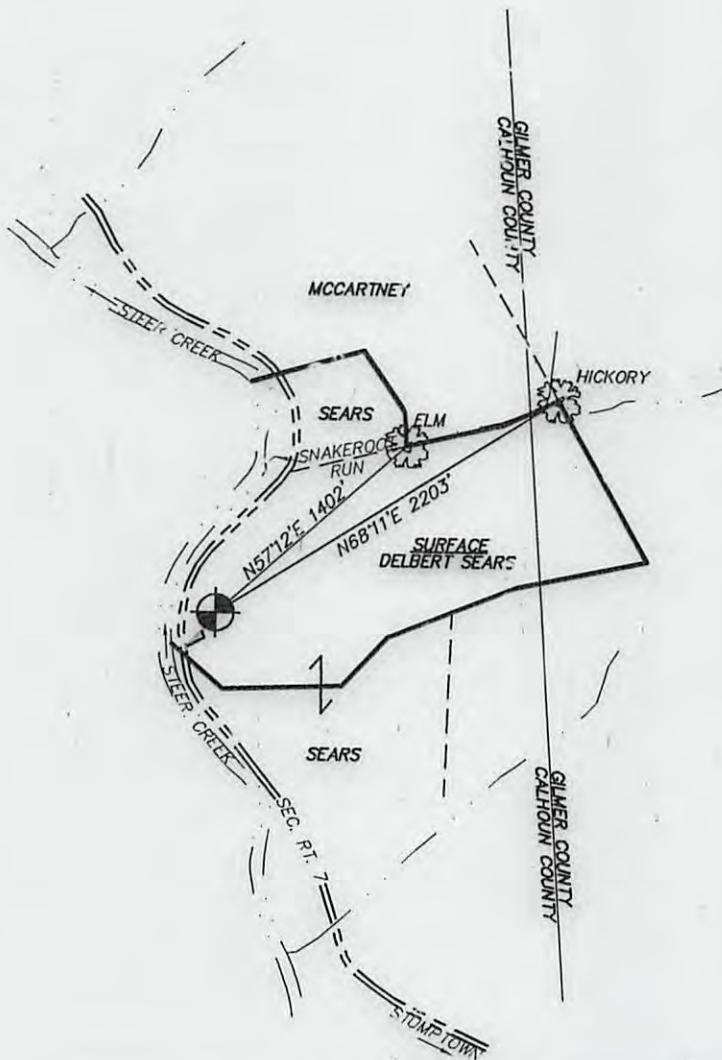 GILMER COUNTY
CALHOUN COUNTY
MCCARTNEY
STEER CREEK
HICKORY
SEARS
ELM
SNAKEROOT
RUN
N57°12'E 1402'
N68°11'E 2203'
SURFACE
DELBERT SEARS
STEER CREEK
SEARS
GILMER COUNTY
CALHOUN COUNTY
SEC. RT. 7
STUMPTOWN